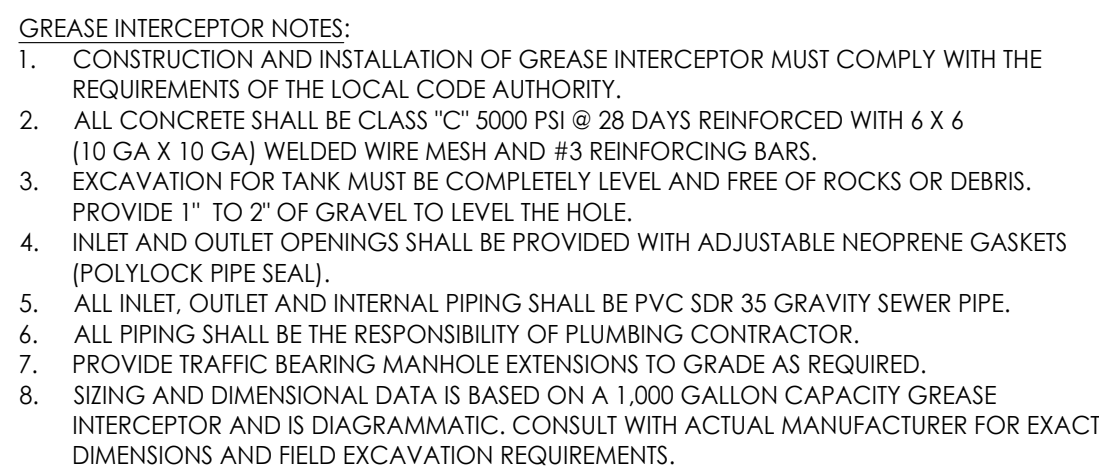 GREASE INTERCEPTOR NOTES:
1. CONSTRUCTION AND INSTALLATION OF GREASE INTERCEPTOR MUST COMPLY WITH THE
REQUIREMENTS OF THE LOCAL CODE AUTHORITY.
2. ALL CONCRETE SHALL BE CLASS "C" 5000 PSI @ 28 DAYS REINFORCED WITH 6 X 6
(10 GA X 10 GA) WELDED WIRE MESH AND #3 REINFORCING BARS.
3. EXCAVATION FOR TANK MUST BE COMPLETELY LEVEL AND FREE OF ROCKS OR DEBRIS.
PROVIDE 1" TO 2" OF GRAVEL TO LEVEL THE HOLE.
4. INLET AND OUTLET OPENINGS SHALL BE PROVIDED WITH ADJUSTABLE NEOPRENE GASKETS
(POLYLOCK PIPE SEAL).
5. ALL INLET, OUTLET AND INTERNAL PIPING SHALL BE PVC SDR 35 GRAVITY SEWER PIPE.
6. ALL PIPING SHALL BE THE RESPONSIBILITY OF PLUMBING CONTRACTOR.
7. PROVIDE TRAFFIC BEARING MANHOLE EXTENSIONS TO GRADE AS REQUIRED.
8. SIZING AND DIMENSIONAL DATA IS BASED ON A 1,000 GALLON CAPACITY GREASE
INTERCEPTOR AND IS DIAGRAMMATIC. CONSULT WITH ACTUAL MANUFACTURER FOR EXACT
DIMENSIONS AND FIELD EXCAVATION REQUIREMENTS.